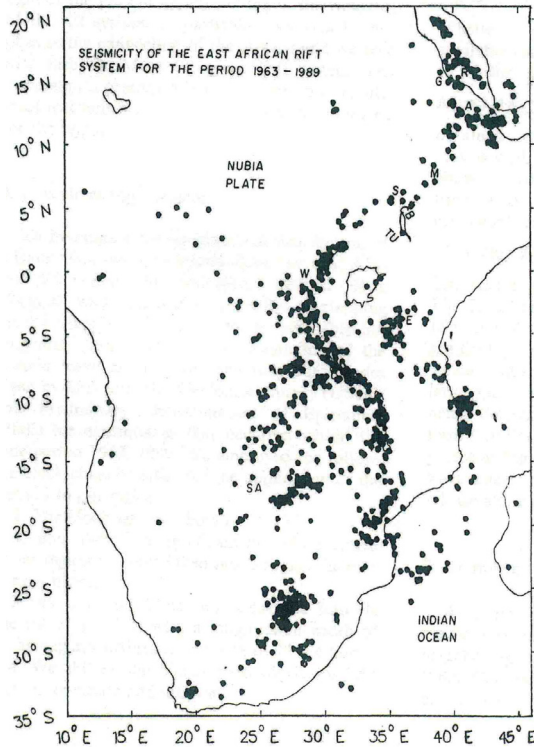 20° N
SEISMICITY OF THE EAST AFRICAN RIFT
SYSTEM FOR THE PERIOD 1963 - 1989
R
15° N
G
A
10° N
NUBIA
PLATE
M
S
5° N
B
TU
0°
W
E
5° S
10° S
15° S
SA
20° S
25° S
INDIAN
OCEAN
30° S
35° S
10° E 15° E 20° E 25° E 30° E 35° E 40° E 45° E